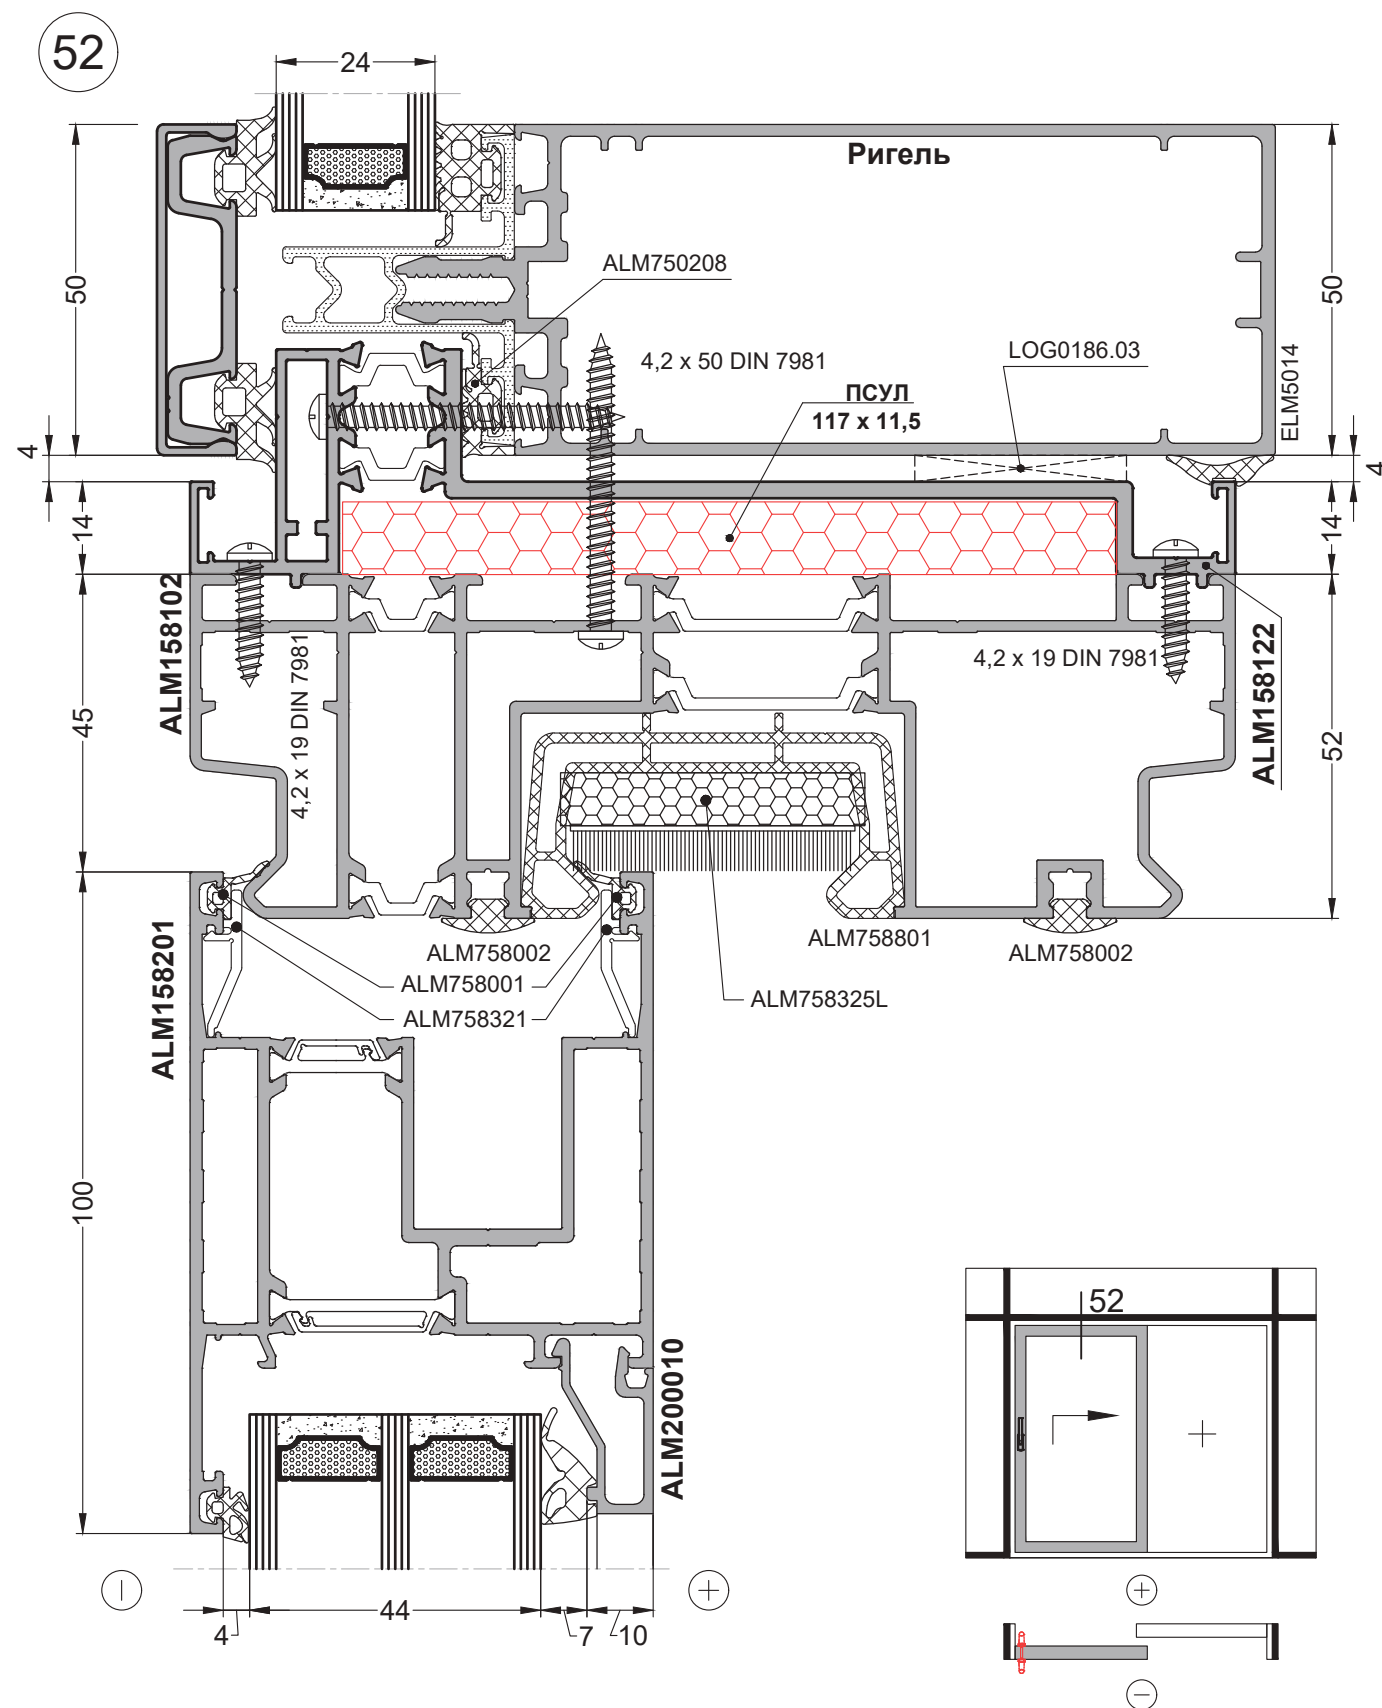 52
24
Ригель
50
50
ALM750208
4,2 x 50 DIN 7981
LOG0186.03
ПСУЛ
117 x 11,5
ELM5014
4
4
14
14
ALM158102
4,2 x 19 DIN 7981
4,2 x 19 DIN 7981
ALM158122
45
52
ALM758002
ALM758801
ALM758002
ALM758001
ALM758325L
ALM758321
ALM158201
100
52
ALM200010
+
−
+
4
44
7
10
+
−